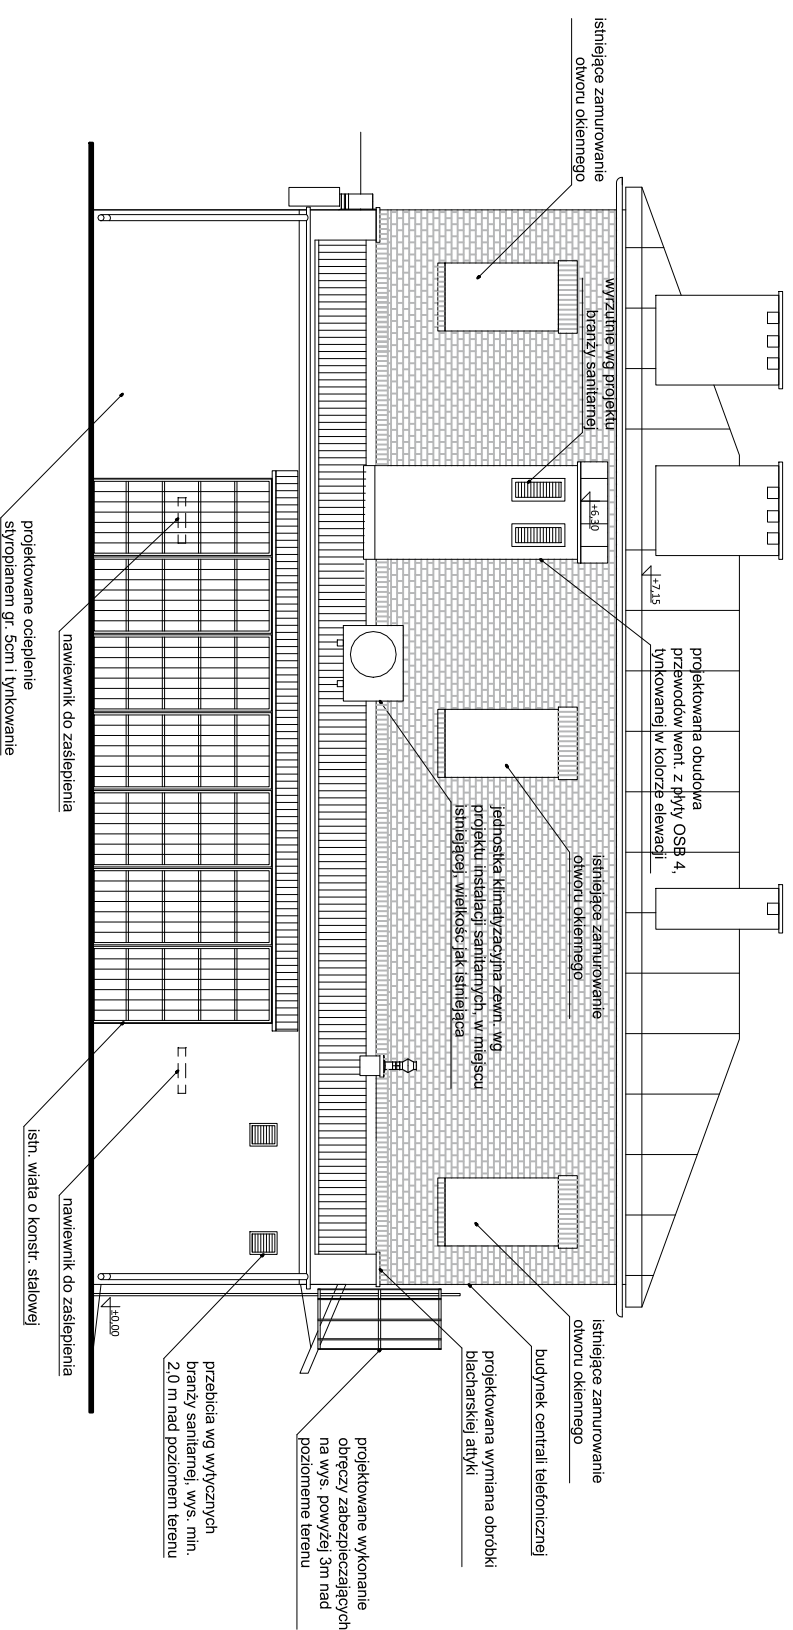 istniejące zamurowanie
otworu okiennego
wyrzutnie wg projektu
branży sanitarnej
+6,30
+7,15
projektowana obudowa
przewodów went. z płyty OSB 4,
tynkowanej w kolorze elewacji
jednostka klimatyzacyjna zewn. wg
projektu instalacji sanitarnych, w miejscu
istniejącej, wielkość jak istniejąca
istniejące zamurowanie
otworu okiennego
istniejące zamurowanie
otworu okiennego
budynek centrali telefonicznej
projektowana wymiana obróbki
blacharskiej attyki
projektowane wykonanie
obręczy zabezpieczających
na wys. powyżej 3m nad
poziomeme terenu
±0,00
projektowane ocieplenie
styropianem gr. 5cm i tynkowanie
nawiewnik do zaślepienia
istn. wiata o konstr. stalowej
nawiewnik do zaślepienia
przebicia wg wytycznych
branży sanitarnej, wys. min.
2,0 m nad poziomem terenu